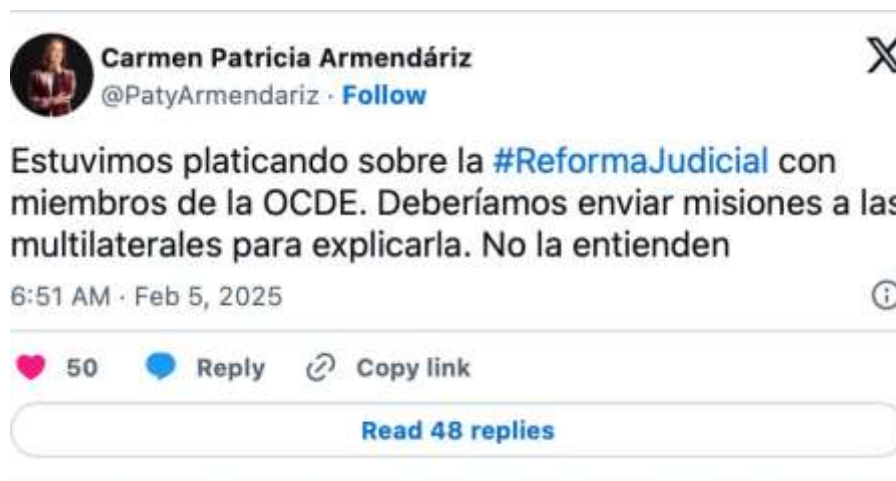 Carmen Patricia Armendáriz
@PatyArmendariz · Follow
Estuvimos platicando sobre la #ReformaJudicial con
miembros de la OCDE. Deberíamos enviar misiones a las
multilaterales para explicarla. No la entienden
6:51 AM · Feb 5, 2025
50 Reply Copy link
Read 48 replies